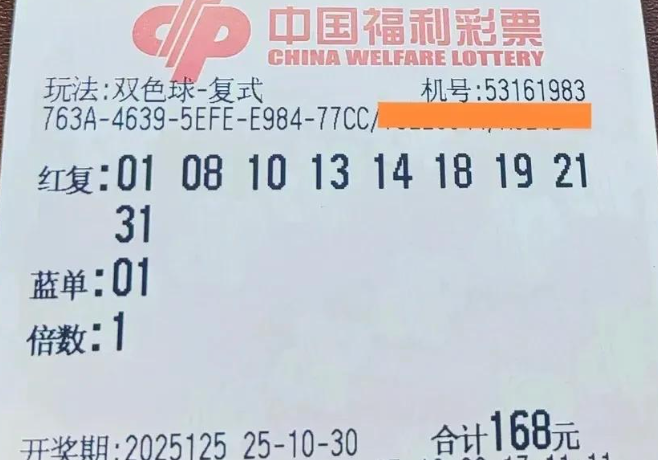 中国福利彩票
CHINA WELFARE LOTTERY
玩法:双色球-复式 机号:53161983
763A-4639-5EFE-E984-77CC/
红复:01 08 10 13 14 18 19 21
31
蓝单:01
倍数:1
开奖期:2025125 25-10-30 合计168元